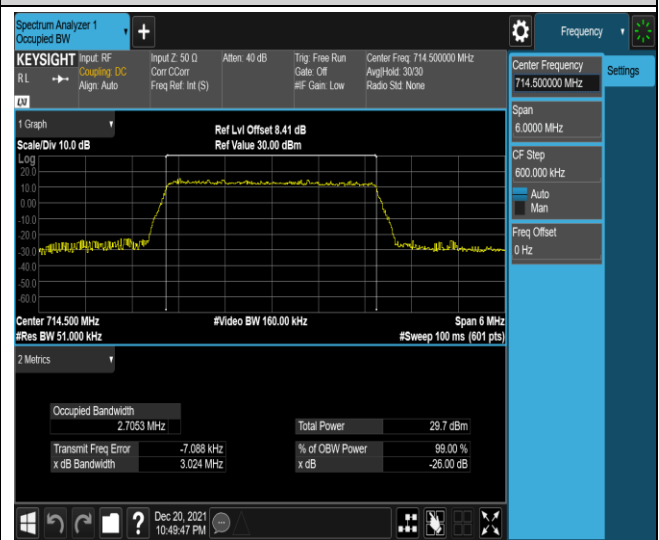 Spectrum Analyzer 1
Occupied BW
+
Frequency
KEYSIGHT
RL
LXI
Input: RF
Coupling: DC
Align: Auto
Input Z: 50 Ω
Corr CCorr
Freq Ref: Int (S)
Atten: 40 dB
Trig: Free Run
Gate: Off
#IF Gain: Low
Center Freq: 714.500000 MHz
Avg|Hold: 30/30
Radio Std: None
Center Frequency
714.500000 MHz
Settings
Span
6.0000 MHz
CF Step
600.000 kHz
Auto
Man
Freq Offset
0 Hz
1 Graph
Scale/Div 10.0 dB
Ref Lvl Offset 8.41 dB
Ref Value 30.00 dBm
Log
20.0
10.0
0.00
-10.0
-20.0
-30.0
-40.0
-50.0
-60.0
Center 714.500 MHz
#Video BW 160.00 kHz
Span 6 MHz
#Res BW 51.000 kHz
#Sweep 100 ms (601 pts)
2 Metrics
Occupied Bandwidth
2.7053 MHz
Total Power 29.7 dBm
Transmit Freq Error -7.088 kHz
% of OBW Power 99.00 %
x dB Bandwidth 3.024 MHz
x dB -26.00 dB
?
Dec 20, 2021
10:49:47 PM